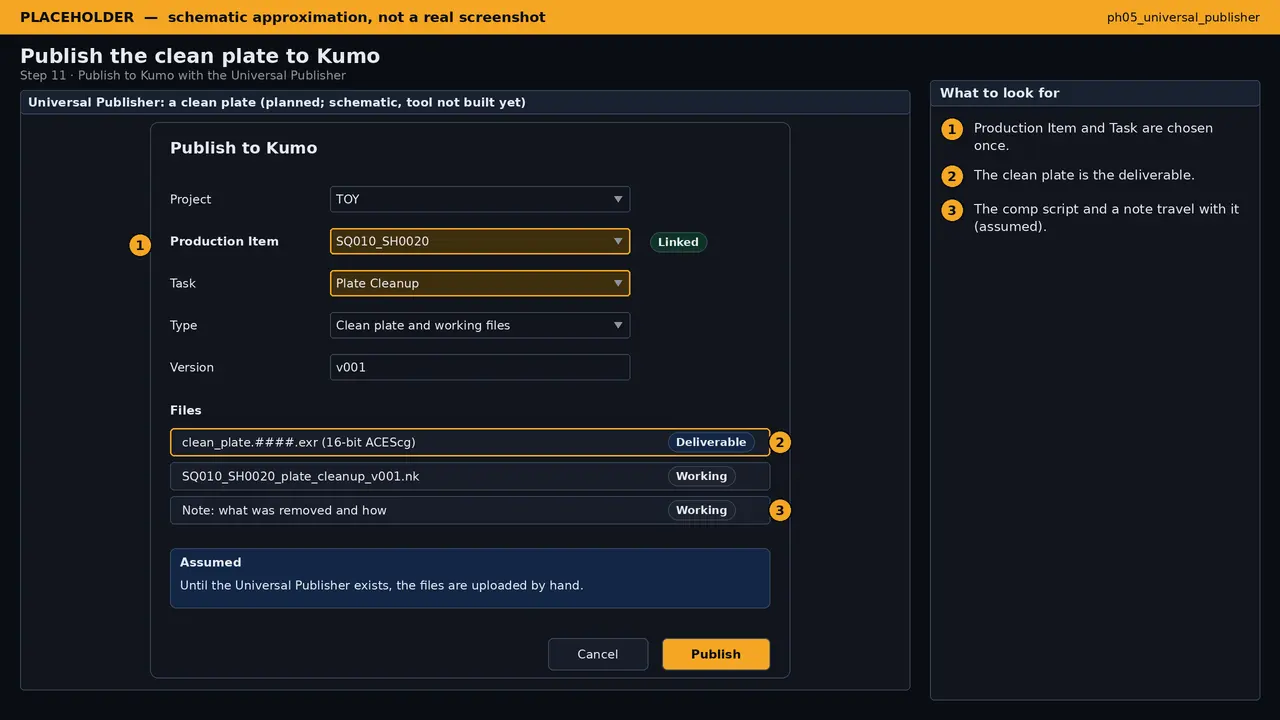 PLACEHOLDER — schematic approximation, not a real screenshot
ph05_universal_publisher
Publish the clean plate to Kumo
Step 11 · Publish to Kumo with the Universal Publisher
Universal Publisher: a clean plate (planned; schematic, tool not built yet)
Publish to Kumo
Project
TOY
1
Production Item
SQ010_SH0020
Linked
Task
Plate Cleanup
Type
Clean plate and working files
Version
v001
Files
clean_plate.####.exr (16-bit ACEScg)
Deliverable
2
SQ010_SH0020_plate_cleanup_v001.nk
Working
Note: what was removed and how
Working
3
Assumed
Until the Universal Publisher exists, the files are uploaded by hand.
Cancel
Publish
What to look for
1
Production Item and Task are chosen
once.
2
The clean plate is the deliverable.
3
The comp script and a note travel with it
(assumed).